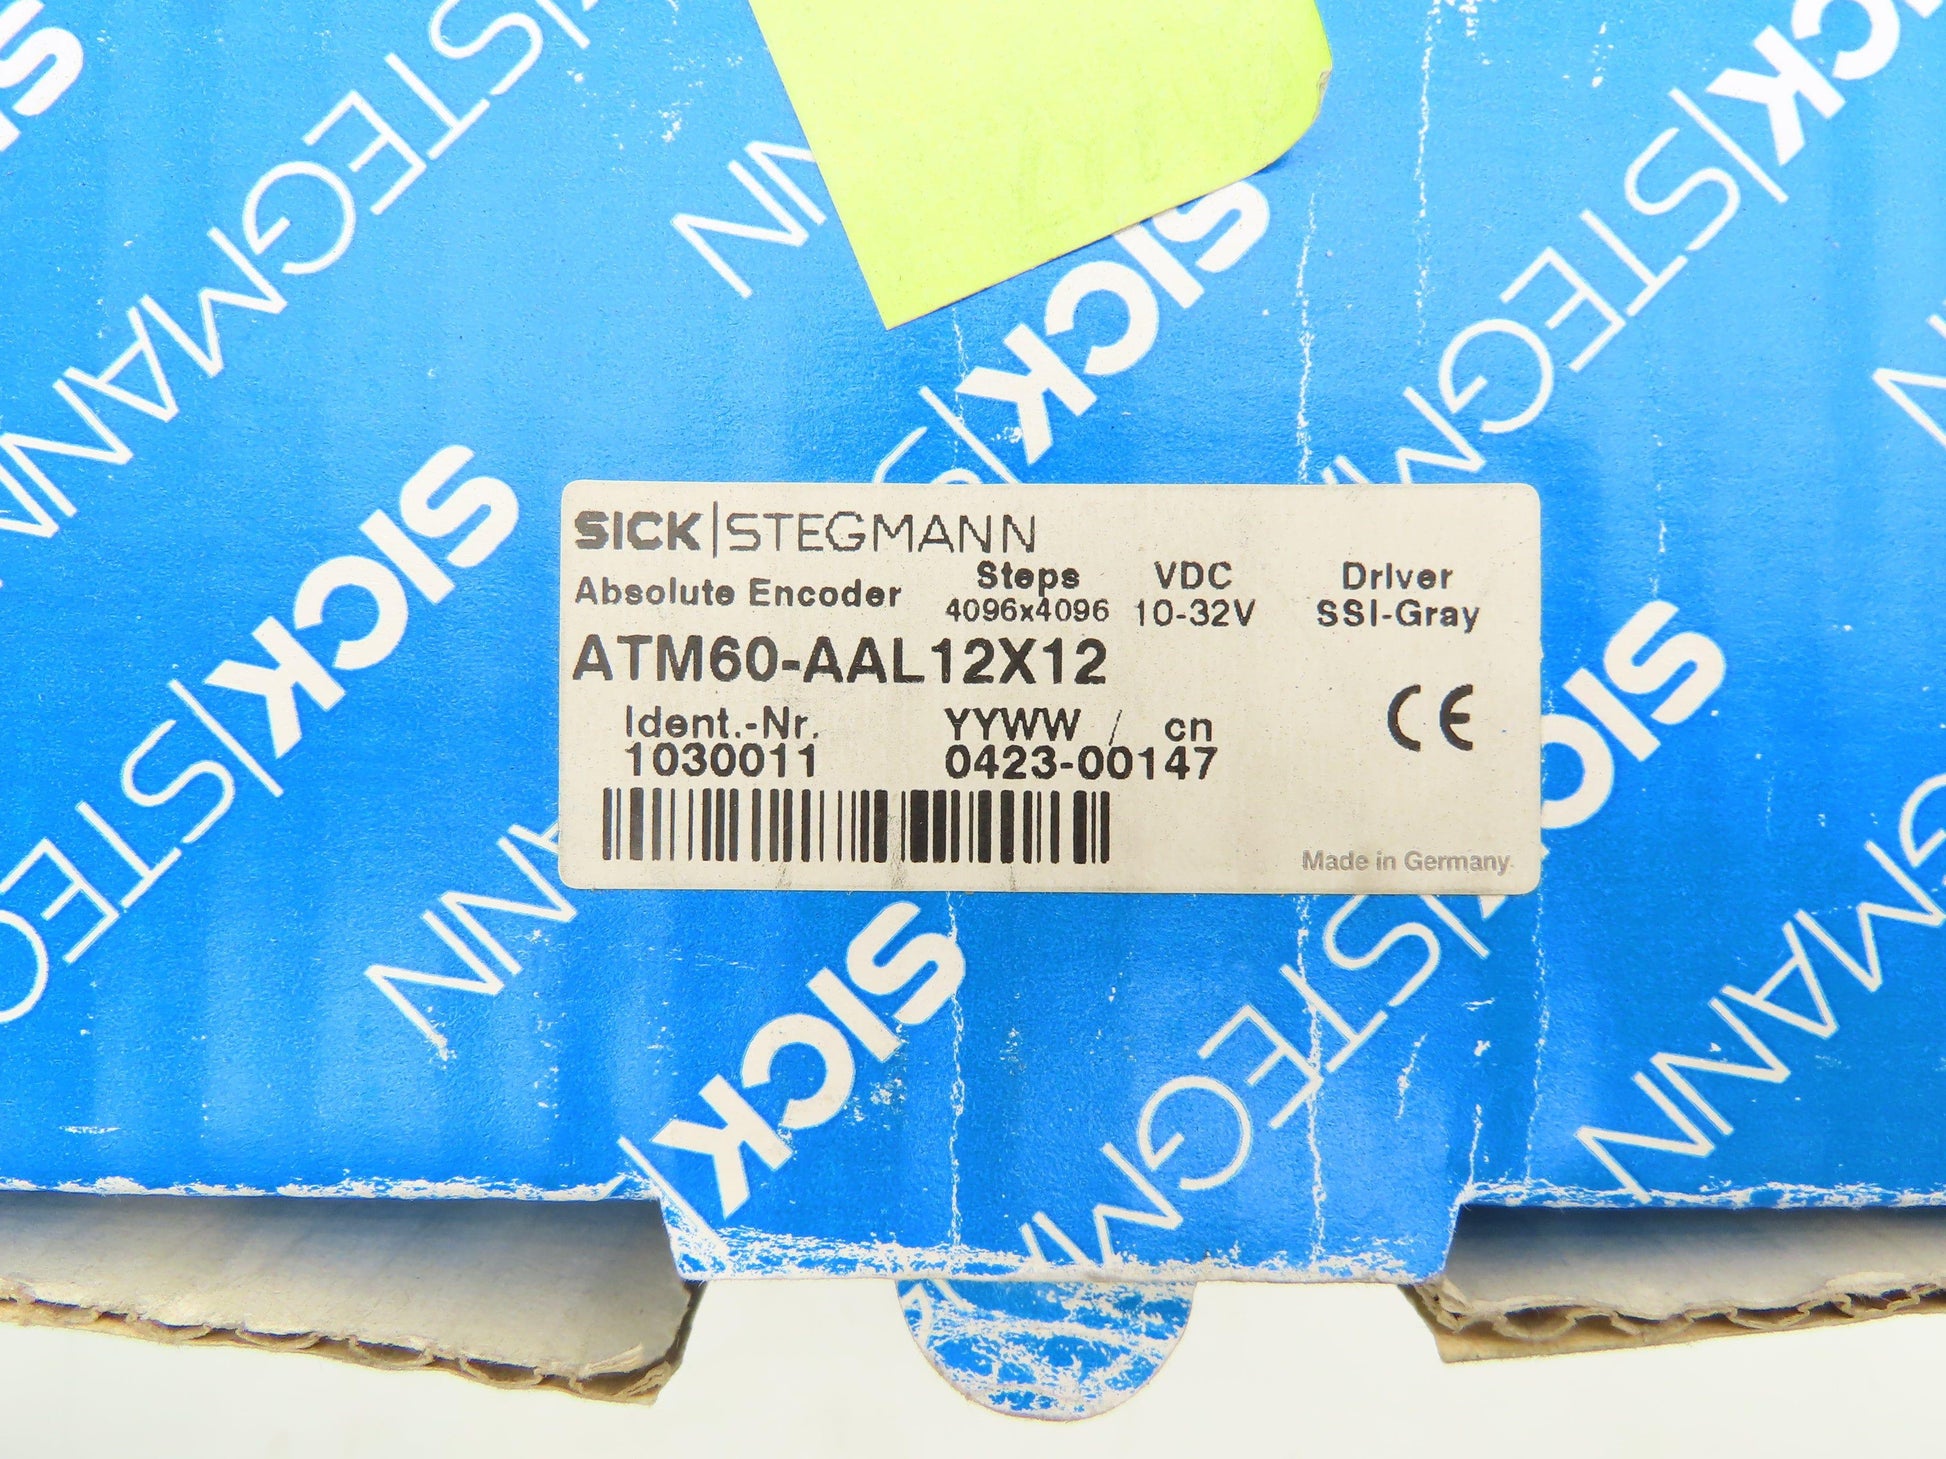 SICK|STEGMANN
Absolute Encoder
Steps
4096x4096
VDC
10-32V
Driver
SSI-Gray
ATM60-AAL12X12
Ident.-Nr.
1030011
YYWW / cn
0423-00147
CE
Made in Germany
SICK|STEGMANN
SICK|STEGMANN
SICK|STEGMANN
SICK|STEGMANN